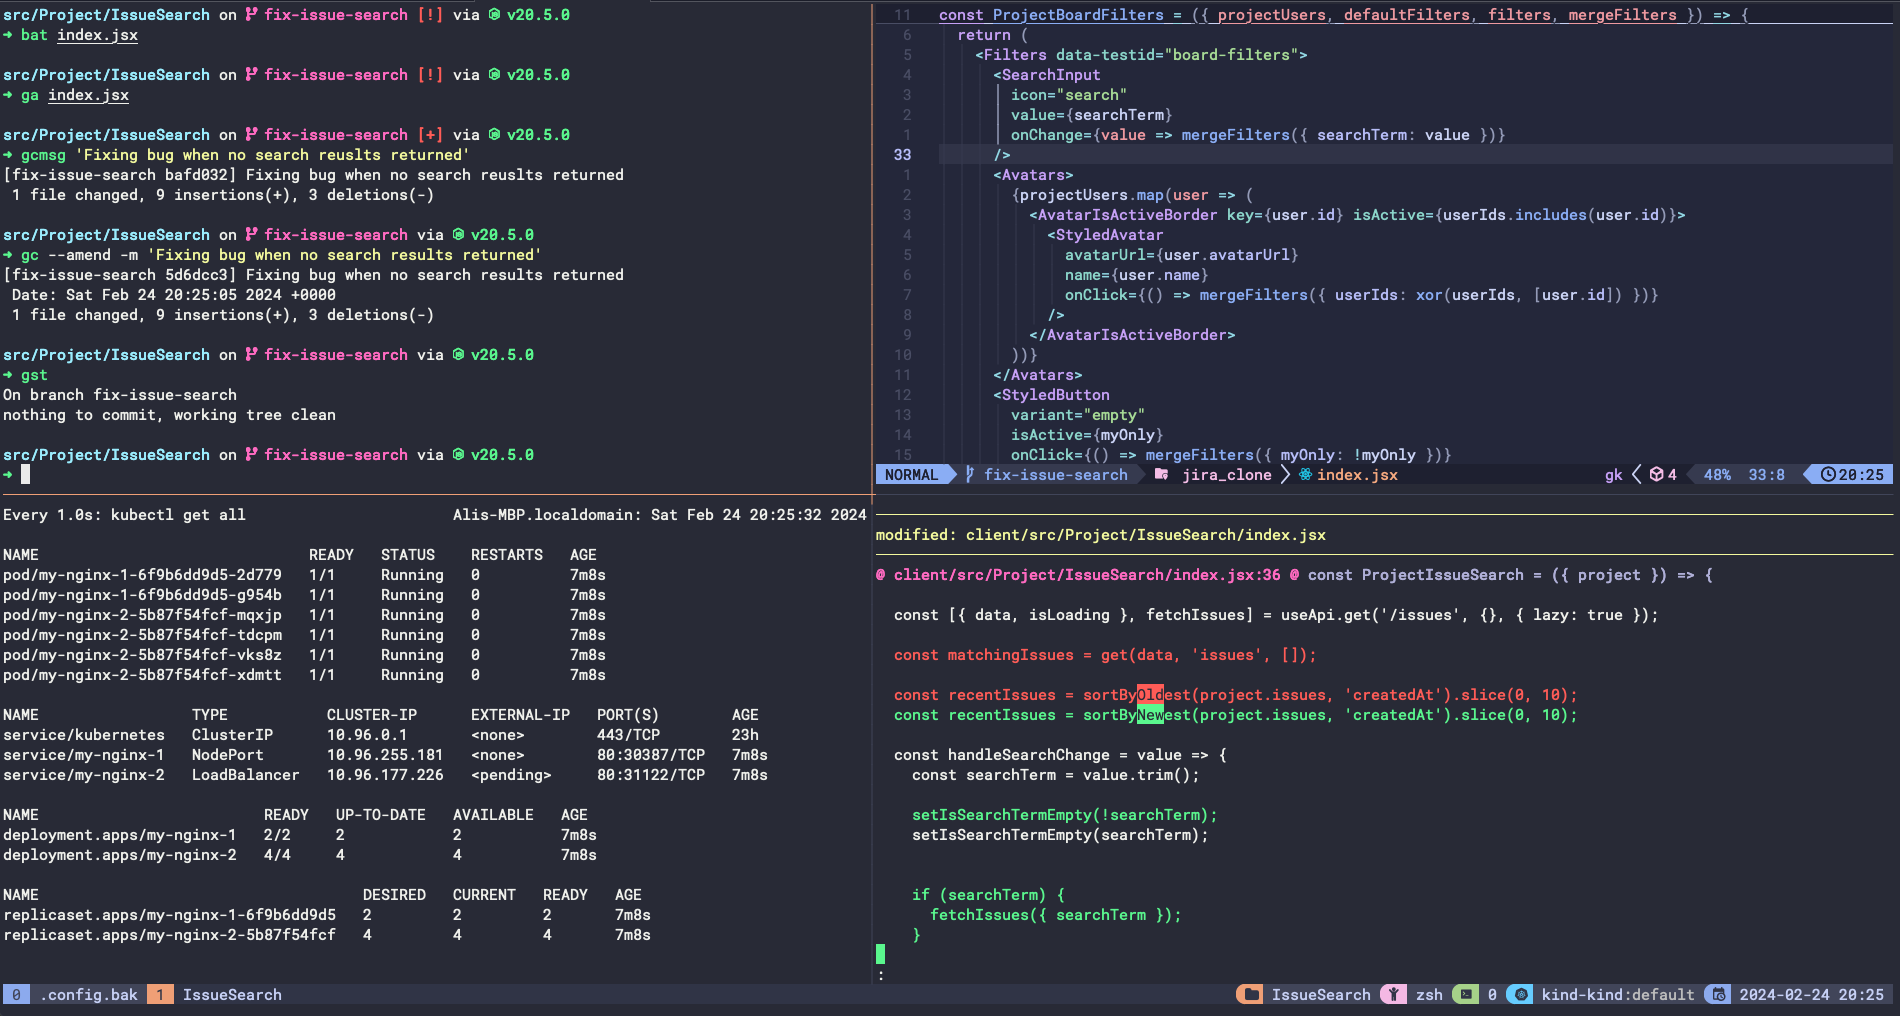 src/Project/IssueSearch on fix-issue-search [!] via v20.5.0
➜ bat index.jsx
src/Project/IssueSearch on fix-issue-search [!] via v20.5.0
➜ ga index.jsx
src/Project/IssueSearch on fix-issue-search [+] via v20.5.0
➜ gcmsg 'Fixing bug when no search reuslts returned'
[fix-issue-search bafd032] Fixing bug when no search reuslts returned
1 file changed, 9 insertions(+), 3 deletions(-)
src/Project/IssueSearch on fix-issue-search via v20.5.0
➜ gc --amend -m 'Fixing bug when no search results returned'
[fix-issue-search 5d6dcc3] Fixing bug when no search results returned
Date: Sat Feb 24 20:25:05 2024 +0000
1 file changed, 9 insertions(+), 3 deletions(-)
src/Project/IssueSearch on fix-issue-search via v20.5.0
➜ gst
On branch fix-issue-search
nothing to commit, working tree clean
src/Project/IssueSearch on fix-issue-search via v20.5.0
➜
11 const ProjectBoardFilters = ({ projectUsers, defaultFilters, filters, mergeFilters }) => {
6 return (
5 <Filters data-testid="board-filters">
4 <SearchInput
3 icon="search"
2 value={searchTerm}
1 onChange={value => mergeFilters({ searchTerm: value })}
33 />
1 <Avatars>
2 {projectUsers.map(user => (
3 <AvatarIsActiveBorder key={user.id} isActive={userIds.includes(user.id)}>
4 <StyledAvatar
5 avatarUrl={user.avatarUrl}
6 name={user.name}
7 onClick={() => mergeFilters({ userIds: xor(userIds, [user.id]) })}
8 />
9 </AvatarIsActiveBorder>
10 ))}
11 </Avatars>
12 <StyledButton
13 variant="empty"
14 isActive={myOnly}
15 onClick={() => mergeFilters({ myOnly: !myOnly })}
NORMAL fix-issue-search jira_clone index.jsx gk 4 48% 33:8 20:25
Every 1.0s: kubectl get all Alis-MBP.localdomain: Sat Feb 24 20:25:32 2024
NAME READY STATUS RESTARTS AGE
pod/my-nginx-1-6f9b6dd9d5-2d779 1/1 Running 0 7m8s
pod/my-nginx-1-6f9b6dd9d5-g954b 1/1 Running 0 7m8s
pod/my-nginx-2-5b87f54fcf-mqxjp 1/1 Running 0 7m8s
pod/my-nginx-2-5b87f54fcf-tdcpm 1/1 Running 0 7m8s
pod/my-nginx-2-5b87f54fcf-vks8z 1/1 Running 0 7m8s
pod/my-nginx-2-5b87f54fcf-xdmtt 1/1 Running 0 7m8s
NAME TYPE CLUSTER-IP EXTERNAL-IP PORT(S) AGE
service/kubernetes ClusterIP 10.96.0.1 <none> 443/TCP 23h
service/my-nginx-1 NodePort 10.96.255.181 <none> 80:30387/TCP 7m8s
service/my-nginx-2 LoadBalancer 10.96.177.226 <pending> 80:31122/TCP 7m8s
NAME READY UP-TO-DATE AVAILABLE AGE
deployment.apps/my-nginx-1 2/2 2 2 7m8s
deployment.apps/my-nginx-2 4/4 4 4 7m8s
NAME DESIRED CURRENT READY AGE
replicaset.apps/my-nginx-1-6f9b6dd9d5 2 2 2 7m8s
replicaset.apps/my-nginx-2-5b87f54fcf 4 4 4 7m8s
modified: client/src/Project/IssueSearch/index.jsx
@ client/src/Project/IssueSearch/index.jsx:36 @ const ProjectIssueSearch = ({ project }) => {
const [{ data, isLoading }, fetchIssues] = useApi.get('/issues', {}, { lazy: true });
const matchingIssues = get(data, 'issues', []);
const recentIssues = sortByOldest(project.issues, 'createdAt').slice(0, 10);
const recentIssues = sortByNewest(project.issues, 'createdAt').slice(0, 10);
const handleSearchChange = value => {
const searchTerm = value.trim();
setIsSearchTermEmpty(!searchTerm);
setIsSearchTermEmpty(searchTerm);
if (searchTerm) {
fetchIssues({ searchTerm });
}
:
0 .config.bak 1 IssueSearch IssueSearch zsh 0 kind-kind:default 2024-02-24 20:25